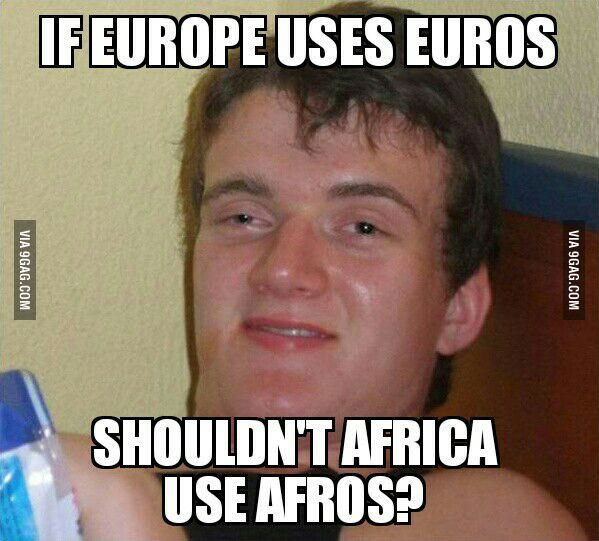 IF EUROPE USES EUROS
VIA 9GAG.COM
VIA 9GAG.COM
SHOULDN'T AFRICA
USE AFROS?